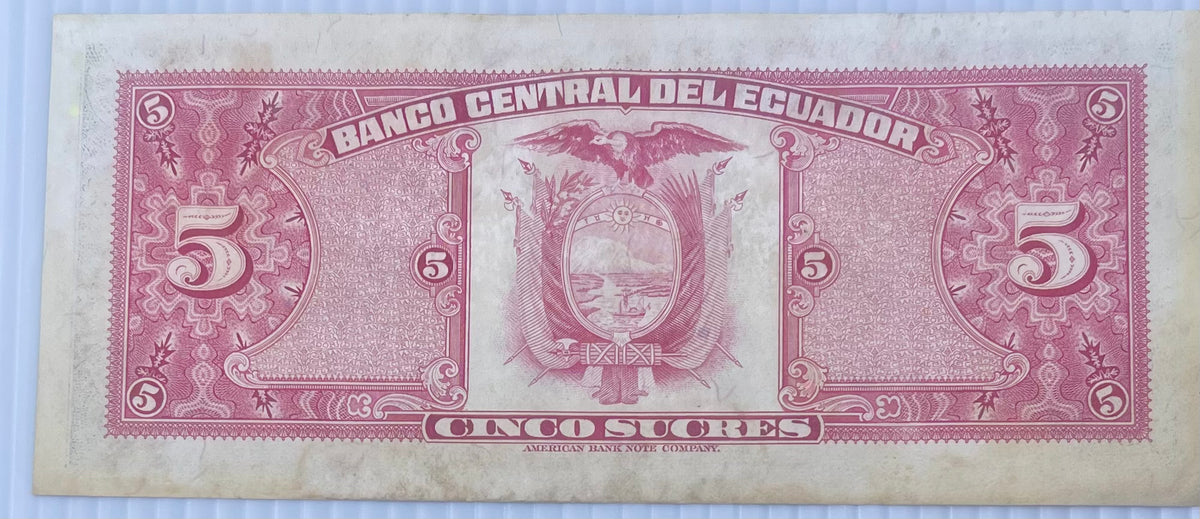 BANCO CENTRAL DEL ECUADOR
5 5
5 5
5 5
5 5
CINCO SUCRES
AMERICAN BANK NOTE COMPANY.